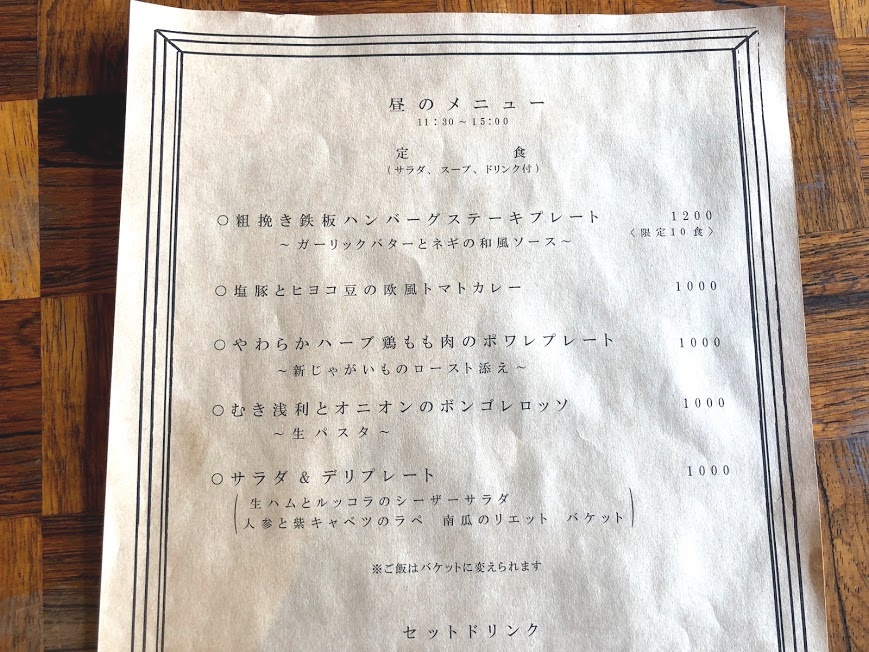 昼のメニュー
11:30～15:00
定食
(サラダ、スープ、ドリンク付)
○粗挽き鉄板ハンバーグステーキプレート 1200
～ガーリックバターとネギの和風ソース～ 〈限定10食〉
○塩豚とヒヨコ豆の欧風トマトカレー 1000
○やわらかハーブ鶏もも肉のポワレプレート 1000
～新じゃがいものロースト添え～
○むき浅利とオニオンのボンゴレロッソ 1000
～生パスタ～
○サラダ＆デリプレート 1000
(生ハムとルッコラのシーザーサラダ
人参と紫キャベツのラペ 南瓜のリエット バケット)
※ご飯はバケットに変えられます
セットドリンク